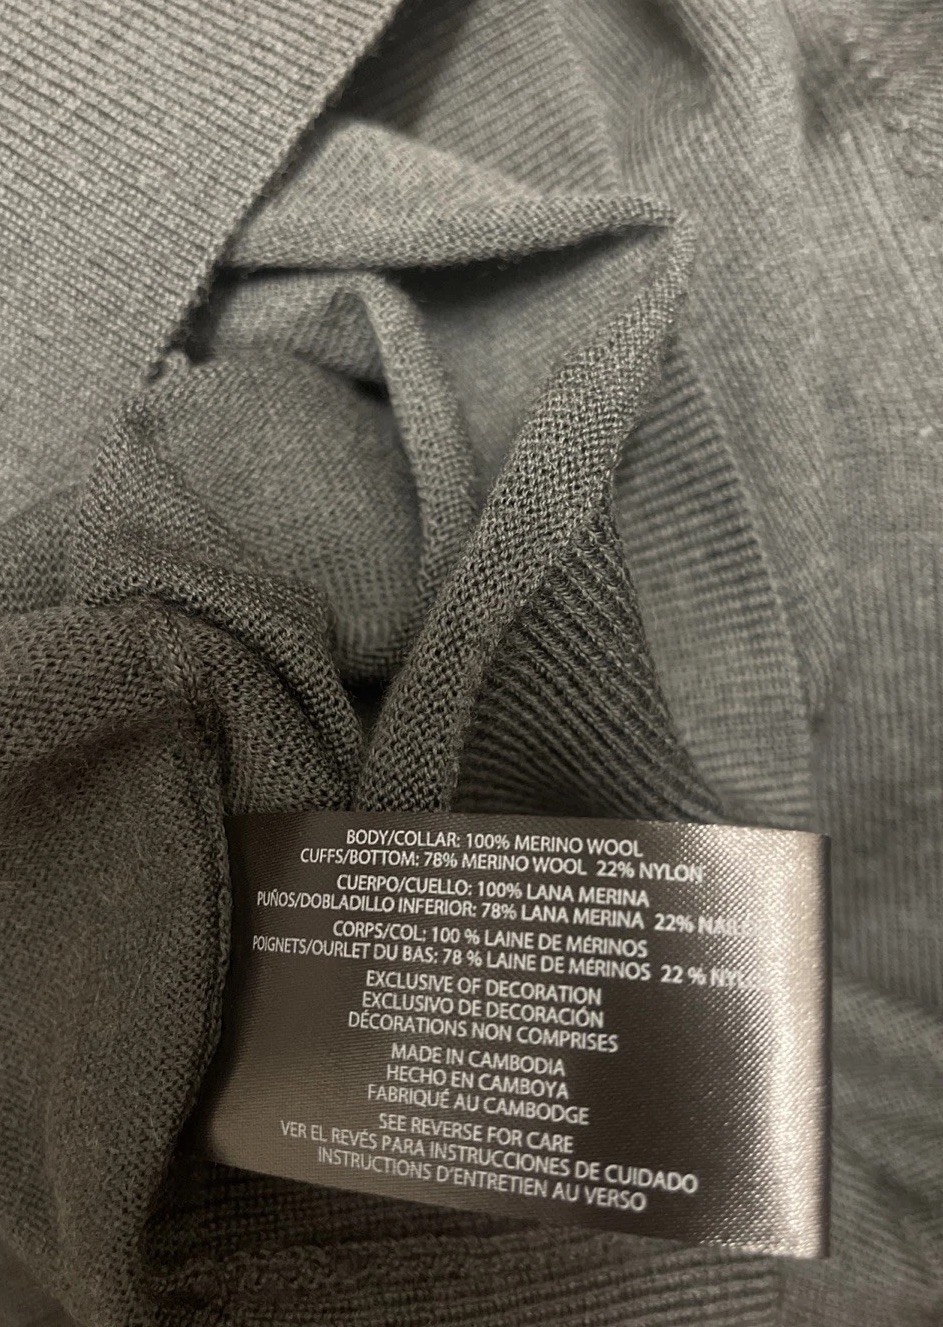 BODY/COLLAR: 100% MERINO WOOL
CUFFS/BOTTOM: 78% MERINO WOOL 22% NYLON
CUERPO/CUELLO: 100% LANA MERINA
PUÑOS/DOBLADILLO INFERIOR: 78% LANA MERINA 22%
CORPS/COL: 100 % LAINE DE MÉRINOS
POIGNETS/OURLET DU BAS: 78 % LAINE DE MÉRINOS 22 %
EXCLUSIVE OF DECORATION
EXCLUSIVO DE DECORACIÓN
DÉCORATIONS NON COMPRISES
MADE IN CAMBODIA
HECHO EN CAMBOYA
FABRIQUÉ AU CAMBODGE
SEE REVERSE FOR CARE
VER EL REVÉS PARA INSTRUCCIONES DE CUIDADO
INSTRUCTIONS D'ENTRETIEN AU VERSO